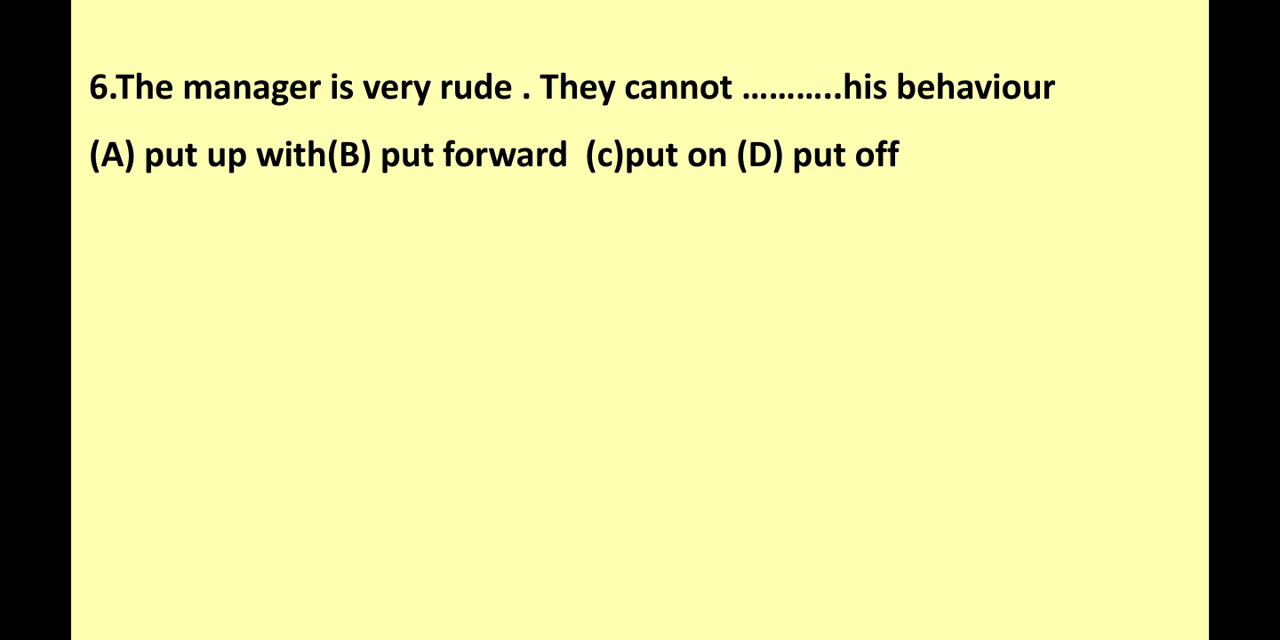 6.The manager is very rude . They cannot ………..his behaviour
(A) put up with(B) put forward  (c)put on (D) put off